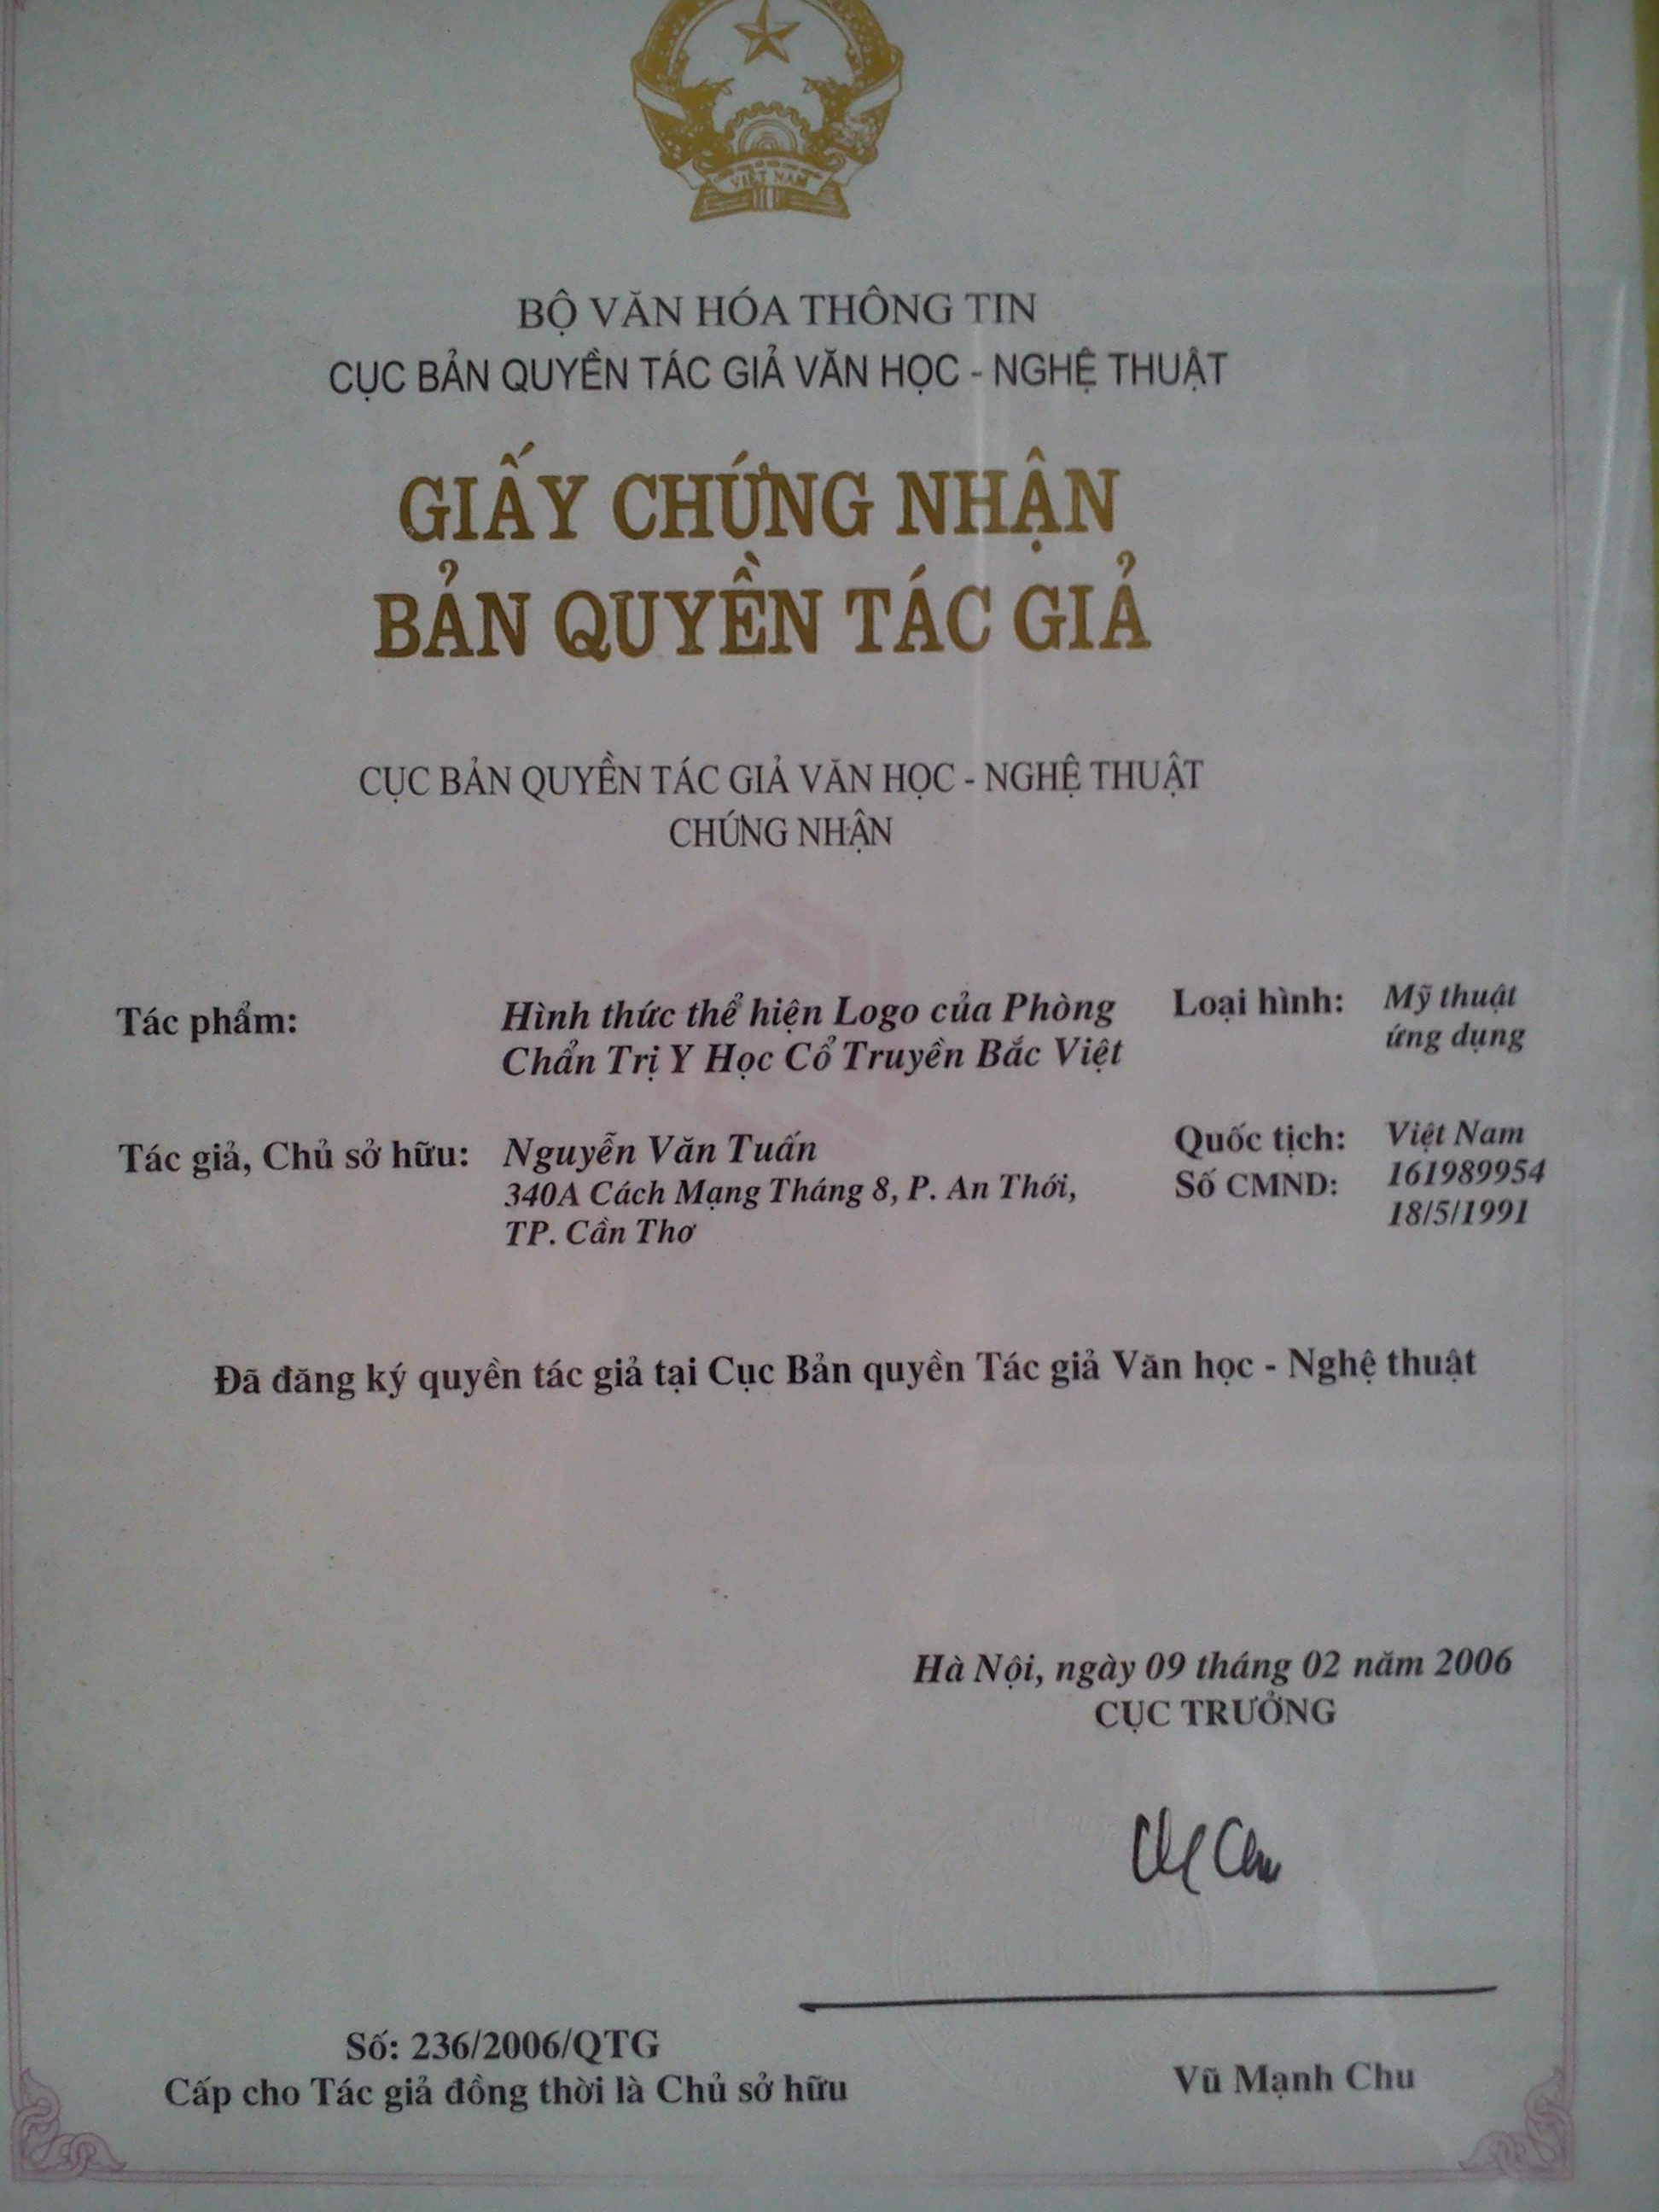 VIỆT NAM
BỘ VĂN HÓA THÔNG TIN
CỤC BẢN QUYỀN TÁC GIẢ VĂN HỌC - NGHỆ THUẬT
GIẤY CHỨNG NHẬN
BẢN QUYỀN TÁC GIẢ
CỤC BẢN QUYỀN TÁC GIẢ VĂN HỌC - NGHỆ THUẬT
CHỨNG NHẬN
Tác phẩm: Hình thức thể hiện Logo của Phòng
Chẩn Trị Y Học Cổ Truyền Bắc Việt
Loại hình: Mỹ thuật
ứng dụng
Tác giả, Chủ sở hữu: Nguyễn Văn Tuấn
340A Cách Mạng Tháng 8, P. An Thới,
TP. Cần Thơ
Quốc tịch: Việt Nam
Số CMND: 161989954
18/5/1991
Đã đăng ký quyền tác giả tại Cục Bản quyền Tác giả Văn học - Nghệ thuật
Hà Nội, ngày 09 tháng 02 năm 2006
CỤC TRƯỞNG
Số: 236/2006/QTG
Cấp cho Tác giả đồng thời là Chủ sở hữu
Vũ Mạnh Chu